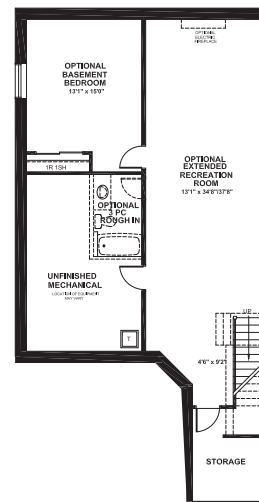 OPTIONAL
ELECTRIC
FIREPLACE
OPTIONAL
BASEMENT
BEDROOM
13'1" x 15'0"
1R 1SH
OPTIONAL
EXTENDED
RECREATION
ROOM
13'1" x 34'8"/37'8"
OPTIONAL
3 PC
ROUGH IN
UNFINISHED
MECHANICAL
LOCATION OF EQUIPMENT
MAY VARY
T
UP
4'6" x 9'2"
STORAGE